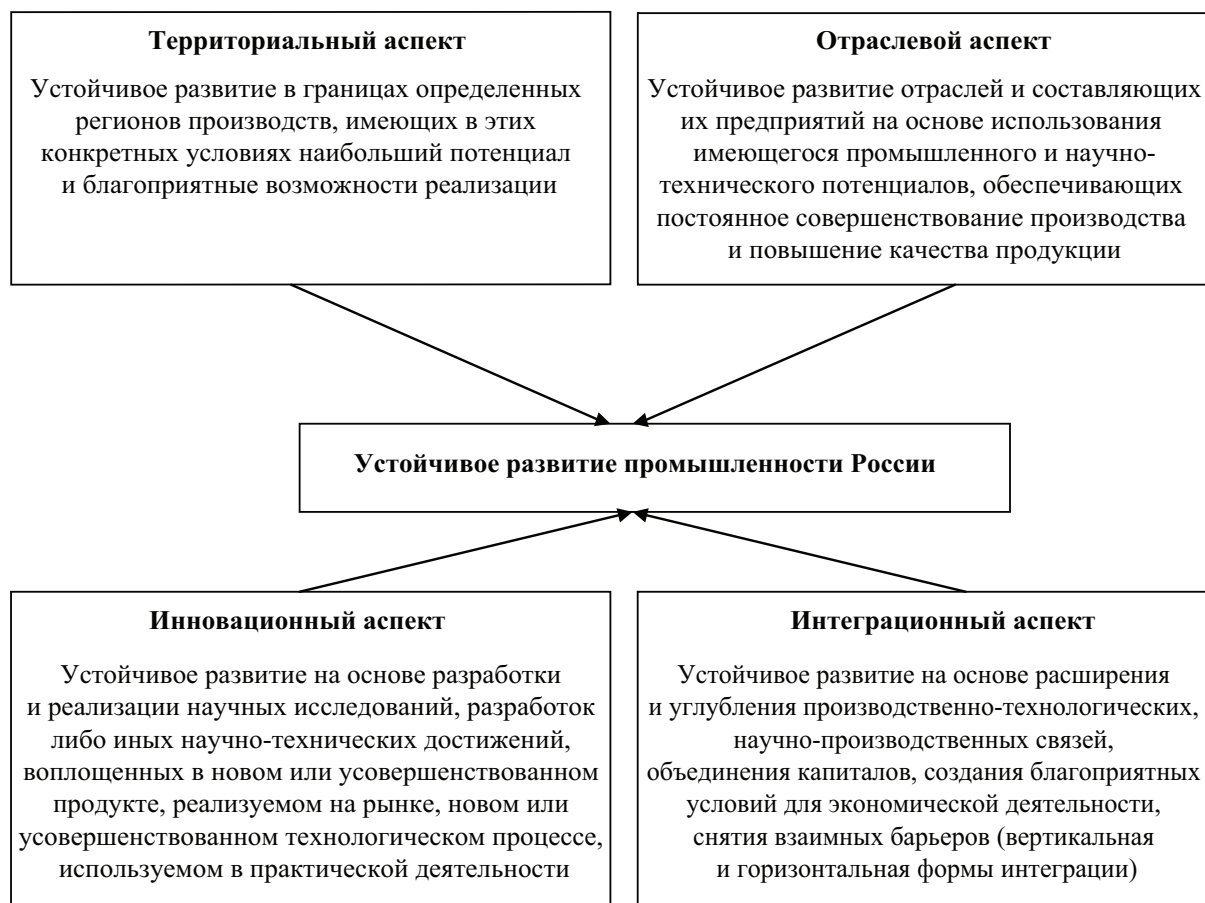 Территориальный аспект
Устойчивое развитие в границах определенных
регионов производств, имеющих в этих
конкретных условиях наибольший потенциал
и благоприятные возможности реализации
Отраслевой аспект
Устойчивое развитие отраслей и составляющих
их предприятий на основе использования
имеющегося промышленного и научно-
технического потенциалов, обеспечивающих
постоянное совершенствование производства
и повышение качества продукции
Устойчивое развитие промышленности России
Инновационный аспект
Устойчивое развитие на основе разработки
и реализации научных исследований, разработок
либо иных научно-технических достижений,
воплощенных в новом или усовершенствованном
продукте, реализуемом на рынке, новом или
усовершенствованном технологическом процессе,
используемом в практической деятельности
Интеграционный аспект
Устойчивое развитие на основе расширения
и углубления производственно-технологических,
научно-производственных связей,
объединения капиталов, создания благоприятных
условий для экономической деятельности,
снятия взаимных барьеров (вертикальная
и горизонтальная формы интеграции)